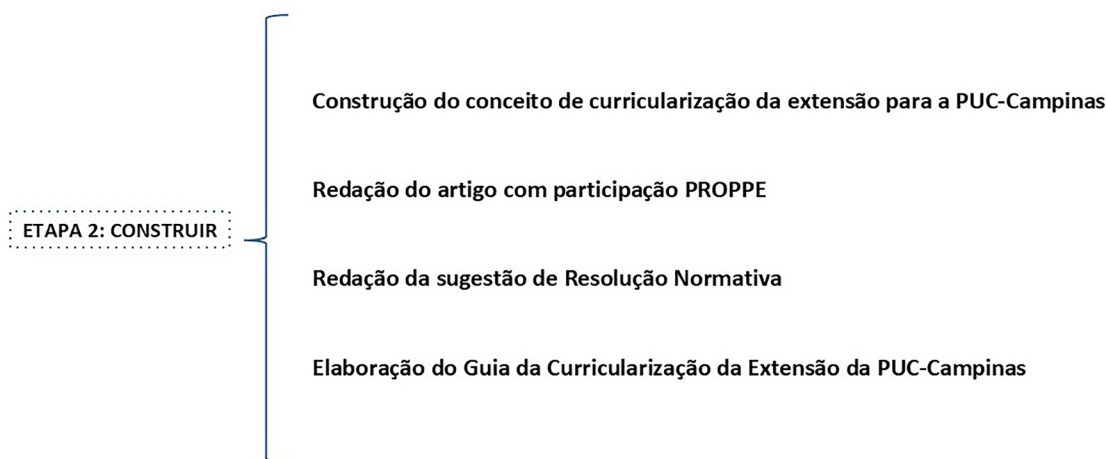 Construção do conceito de curricularização da extensão para a PUC-Campinas
Redação do artigo com participação PROPPE
ETAPA 2: CONSTRUIR
Redação da sugestão de Resolução Normativa
Elaboração do Guia da Curricularização da Extensão da PUC-Campinas